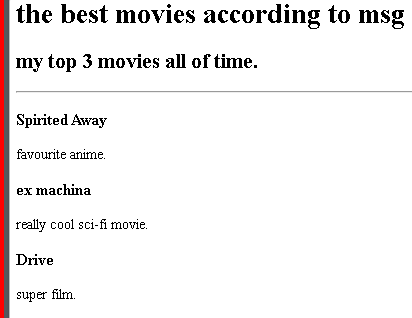 the best movies according to msg
my top 3 movies all of time.
Spirited Away
favourite anime.
ex machina
really cool sci-fi movie.
Drive
super film.